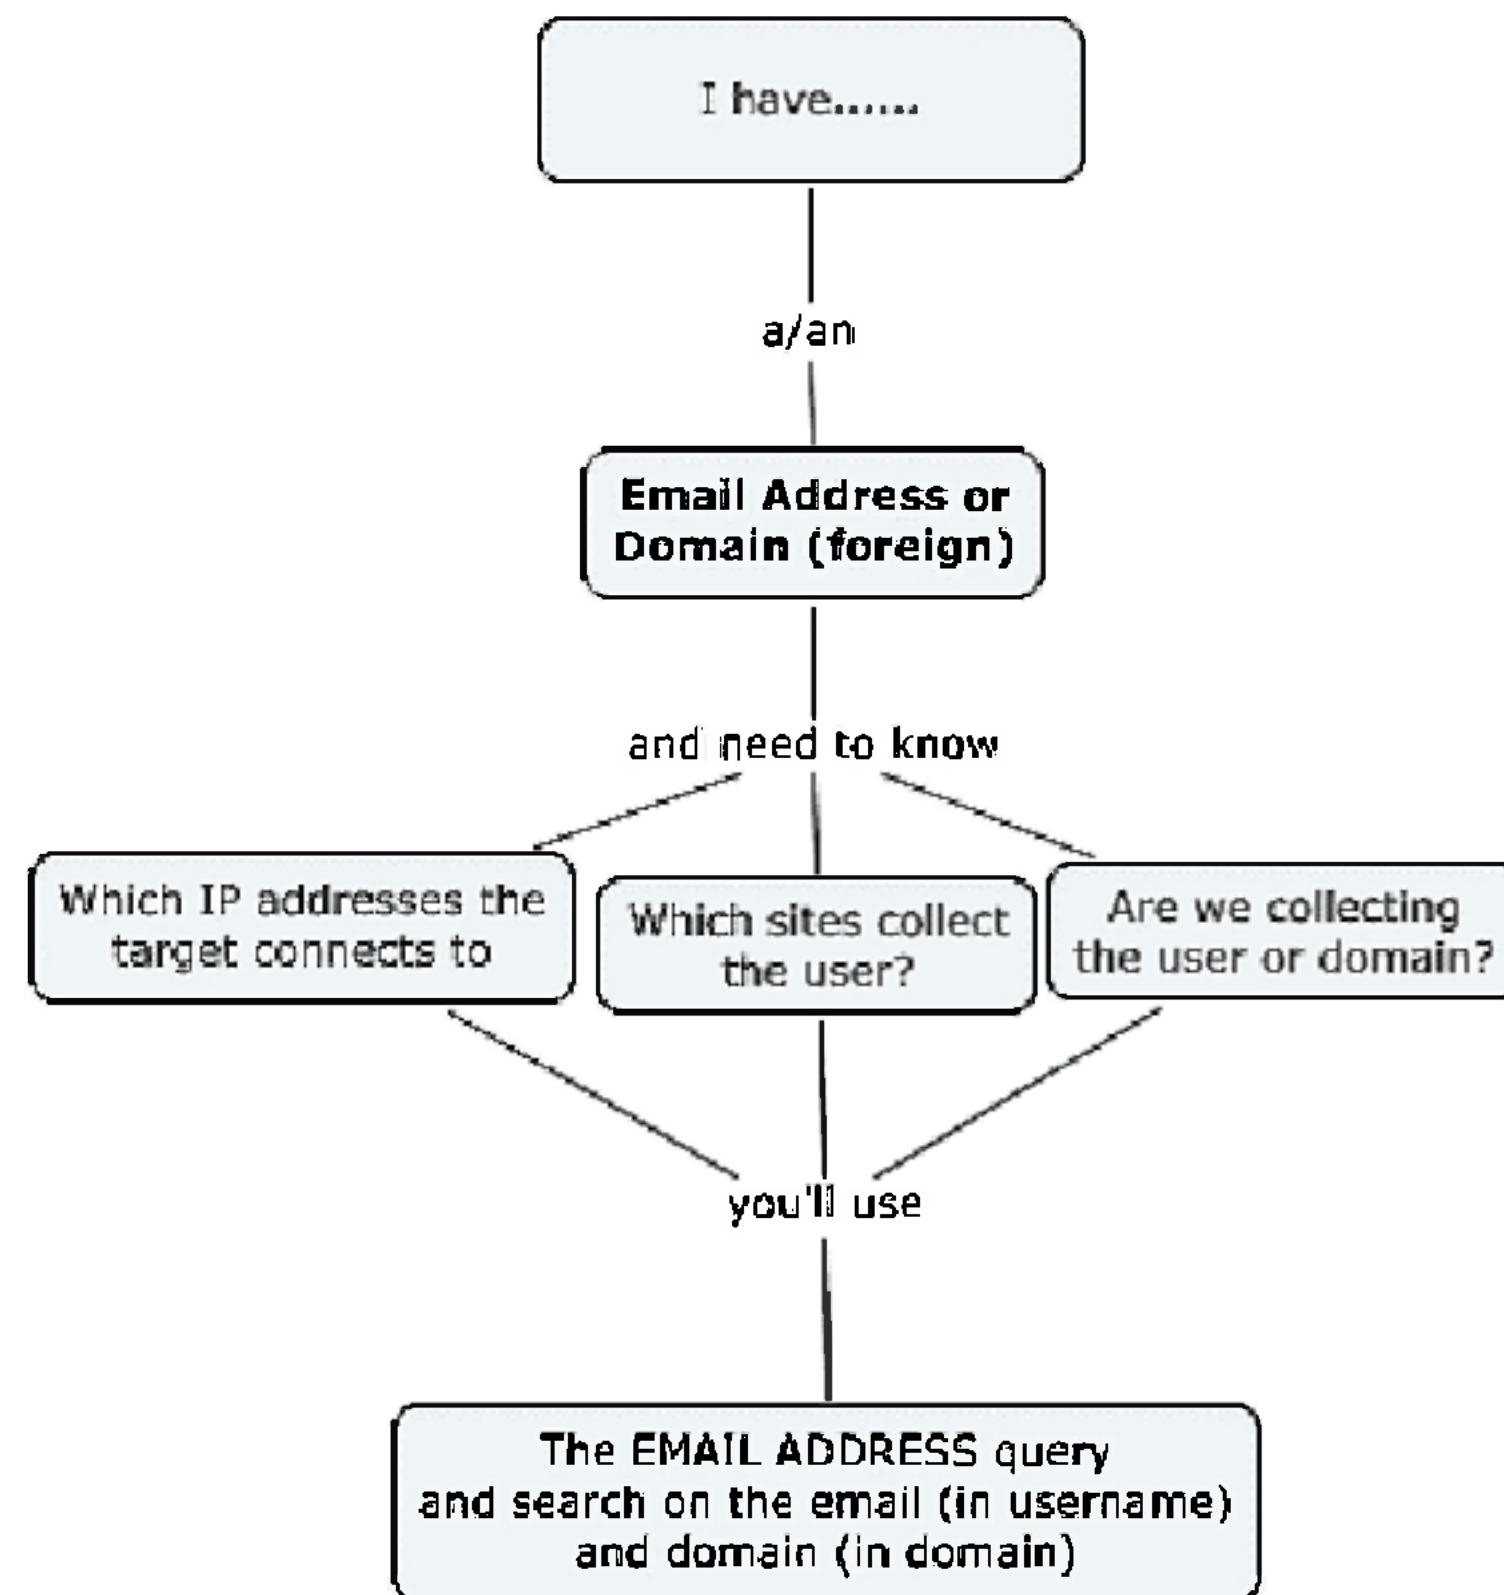 I have......
a/an
Email Address or
Domain (foreign)
and need to know
Which IP addresses the
target connects to
Which sites collect
the user?
Are we collecting
the user or domain?
you'll use
The EMAIL ADDRESS query
and search on the email (in username)
and domain (in domain)